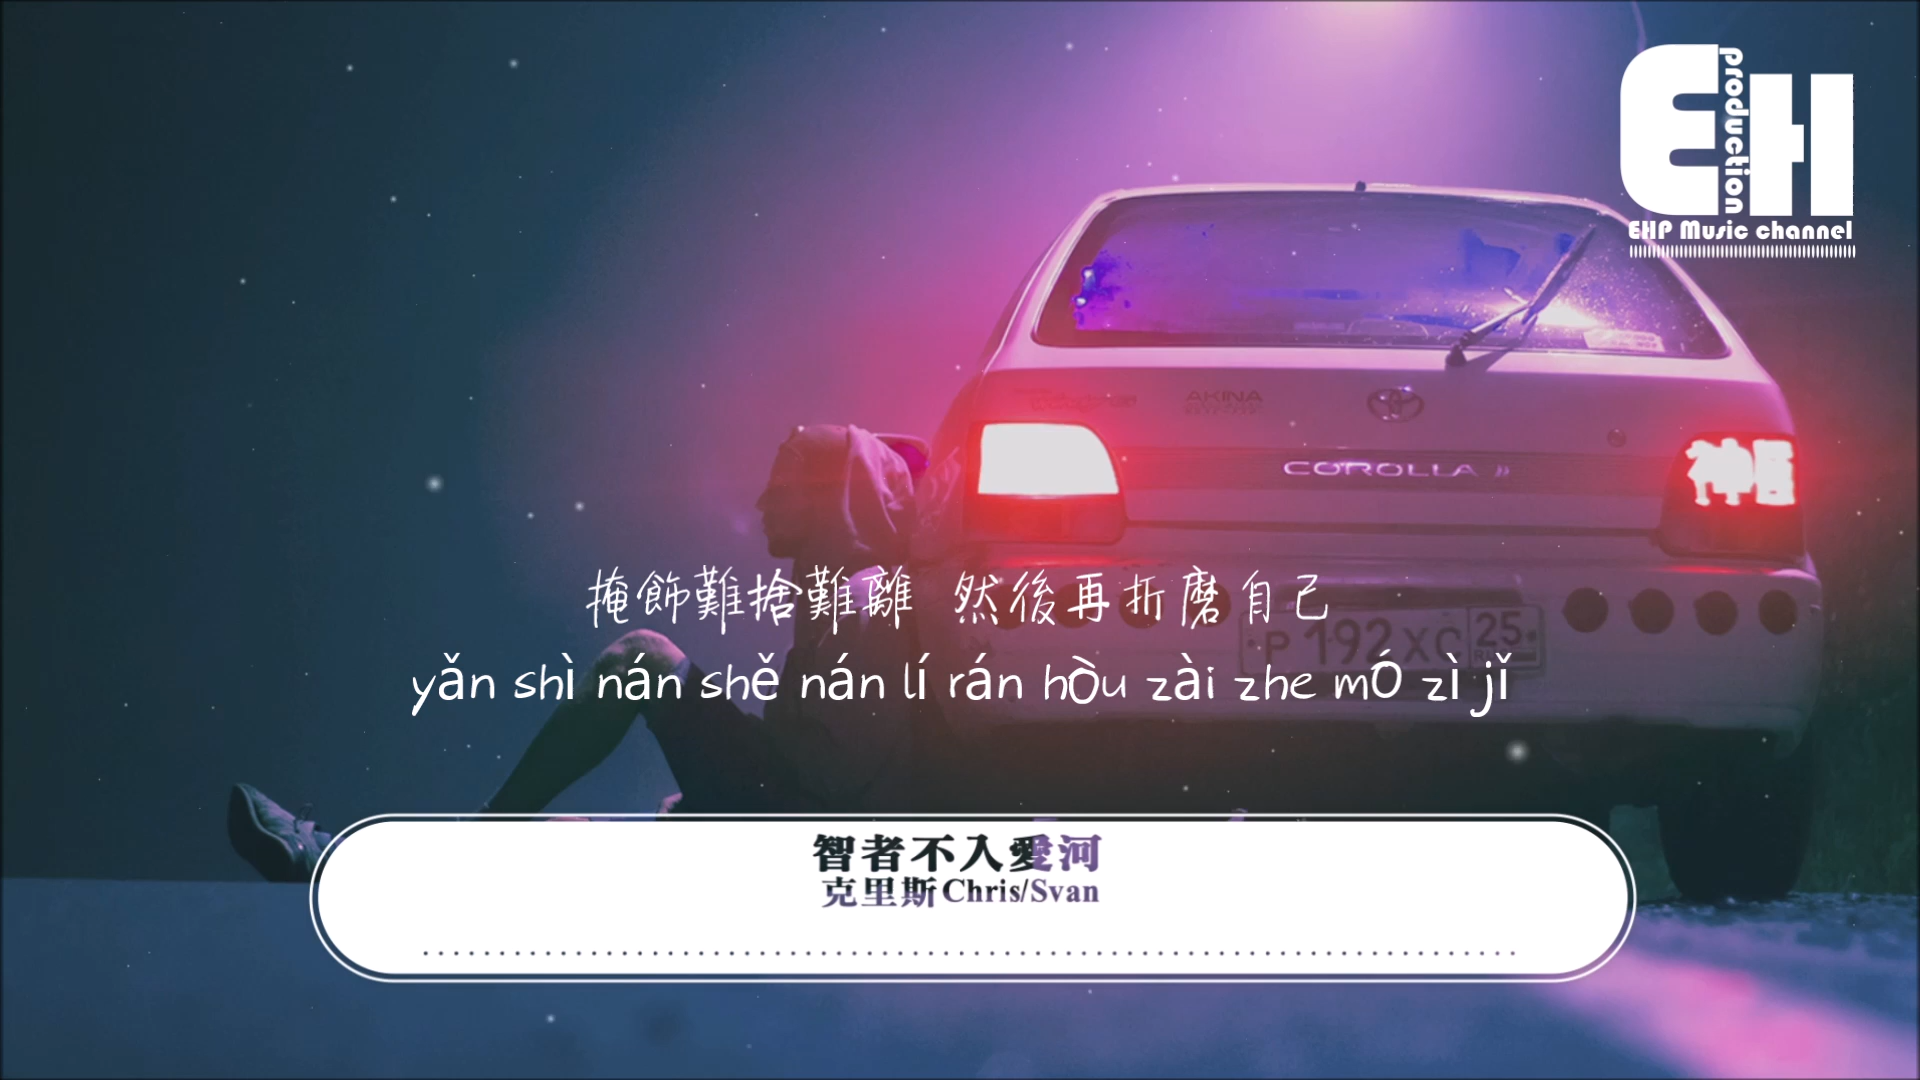 production
EH
EHP Music channel
AKINA
COROLLA II
神
掩飾難捨難離 然後再折磨自己
P 192 XC 25
yǎn shì nán shě nán lí rán hòu zài zhe mó zì jǐ
智者不入愛河
克里斯Chris/Svan